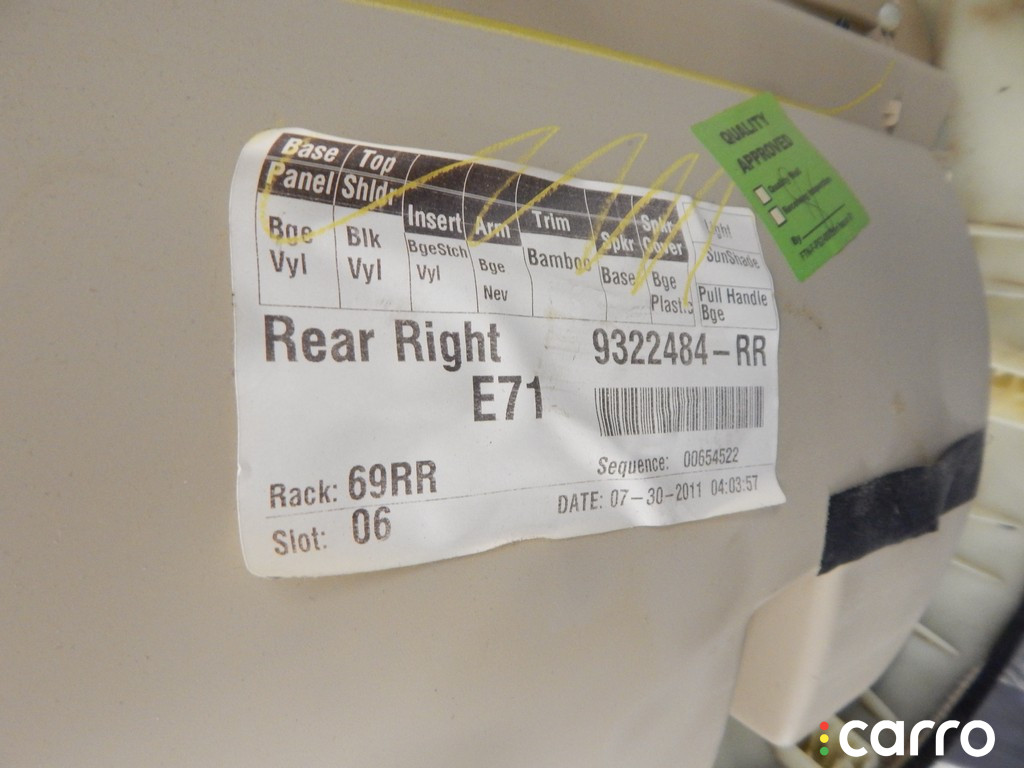 Base Panel
Bge Vyl
Top Shldr
Blk Vyl
Insert
BgeStch Vyl
Arm
Bge Nev
Trim
Bamboo
Spkr
Base
Spkr Cover
Bge Plastic
Light
SunShade
Pull Handle
Bge
Rear Right
9322484-RR
E71
Rack: 69RR
Slot: 06
Sequence: 00654522
DATE: 07-30-2011 04:03:57
QUALITY
APPROVED
By
carro